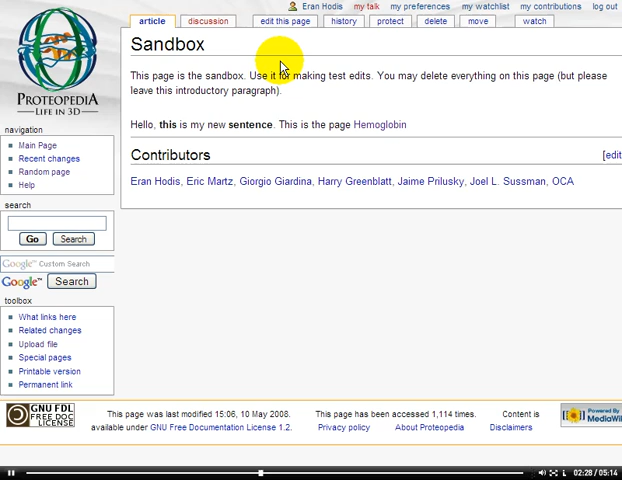 Eran Hodis my talk my preferences my watchlist my contributions log out
article discussion edit this page history protect delete move watch
Sandbox
This page is the sandbox. Use it for making test edits. You may delete everything on this page (but please
leave this introductory paragraph).
Hello, this is my new sentence. This is the page Hemoglobin
Contributors [edit
Eran Hodis, Eric Martz, Giorgio Giardina, Harry Greenblatt, Jaime Prilusky, Joel L. Sussman, OCA
PROTEOPEDIA
LIFE IN 3D
navigation
Main Page
Recent changes
Random page
Help
search
Go Search
Google™ Custom Search
Google™ Search
toolbox
What links here
Related changes
Upload file
Special pages
Printable version
Permanent link
GNU FDL
FREE DOC
LICENSE
Powered By
MediaWi
This page was last modified 15:06, 10 May 2008. This page has been accessed 1,114 times. Content is
available under GNU Free Documentation License 1.2. Privacy policy About Proteopedia Disclaimers
02:28 / 05:14